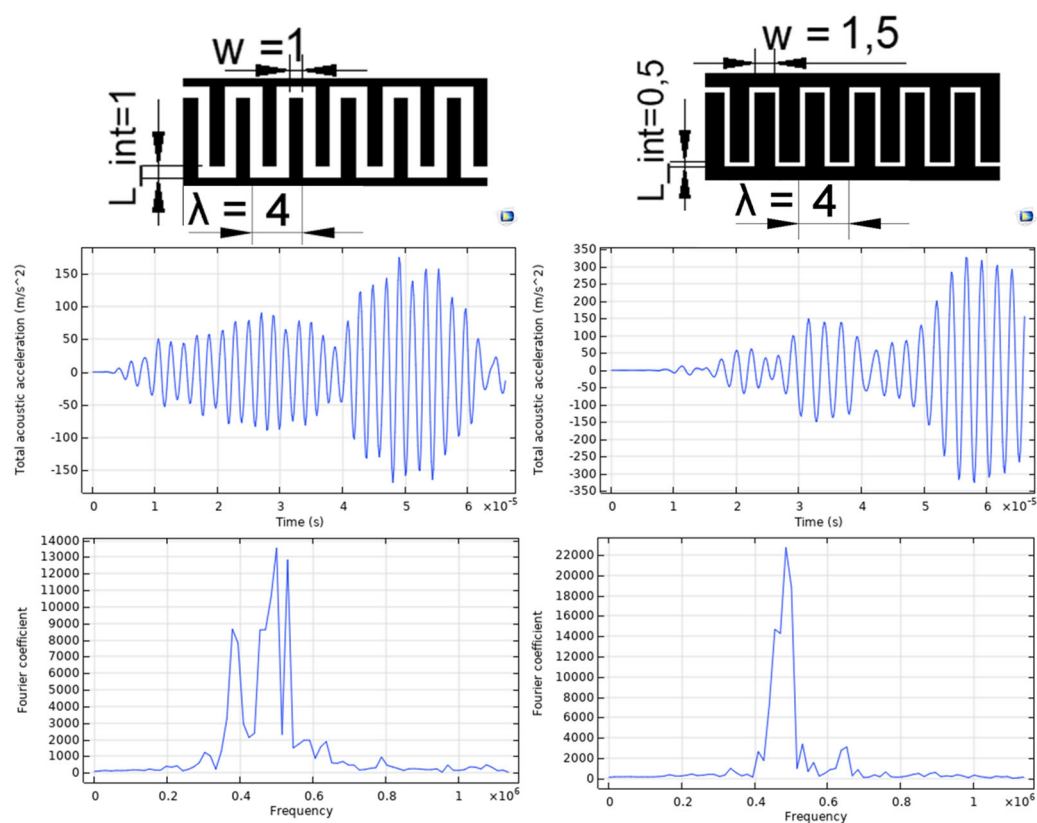 w =1
L_int=1
λ = 4
w = 1,5
L_int=0,5
λ = 4
Total acoustic acceleration (m/s^2)
150
100
50
0
-50
-100
-150
0 1 2 3 4 5 6 ×10-5
Time (s)
Total acoustic acceleration (m/s^2)
350
300
250
200
150
100
50
0
-50
-100
-150
-200
-250
-300
-350
0 1 2 3 4 5 6 ×10-5
Time (s)
Fourier coefficient
14000
13000
12000
11000
10000
9000
8000
7000
6000
5000
4000
3000
2000
1000
0
0 0.2 0.4 0.6 0.8 1 ×10⁶
Frequency
Fourier coefficient
22000
20000
18000
16000
14000
12000
10000
8000
6000
4000
2000
0
0 0.2 0.4 0.6 0.8 1 ×10⁶
Frequency